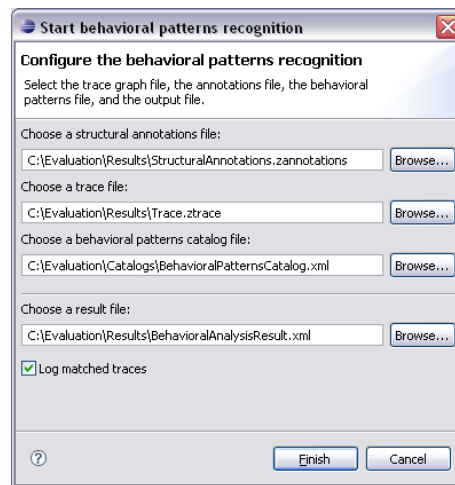 Start behavioral patterns recognition
Configure the behavioral patterns recognition
Select the trace graph file, the annotations file, the behavioral
patterns file, and the output file.
Choose a structural annotations file:
C:\Evaluation\Results\StructuralAnnotations.zannotations Browse...
Choose a trace file:
C:\Evaluation\Results\Trace.ztrace Browse...
Choose a behavioral patterns catalog file:
C:\Evaluation\Catalogs\BehavioralPatternsCatalog.xml Browse...
Choose a result file:
C:\Evaluation\Results\BehavioralAnalysisResult.xml Browse...
Log matched traces
? Finish Cancel